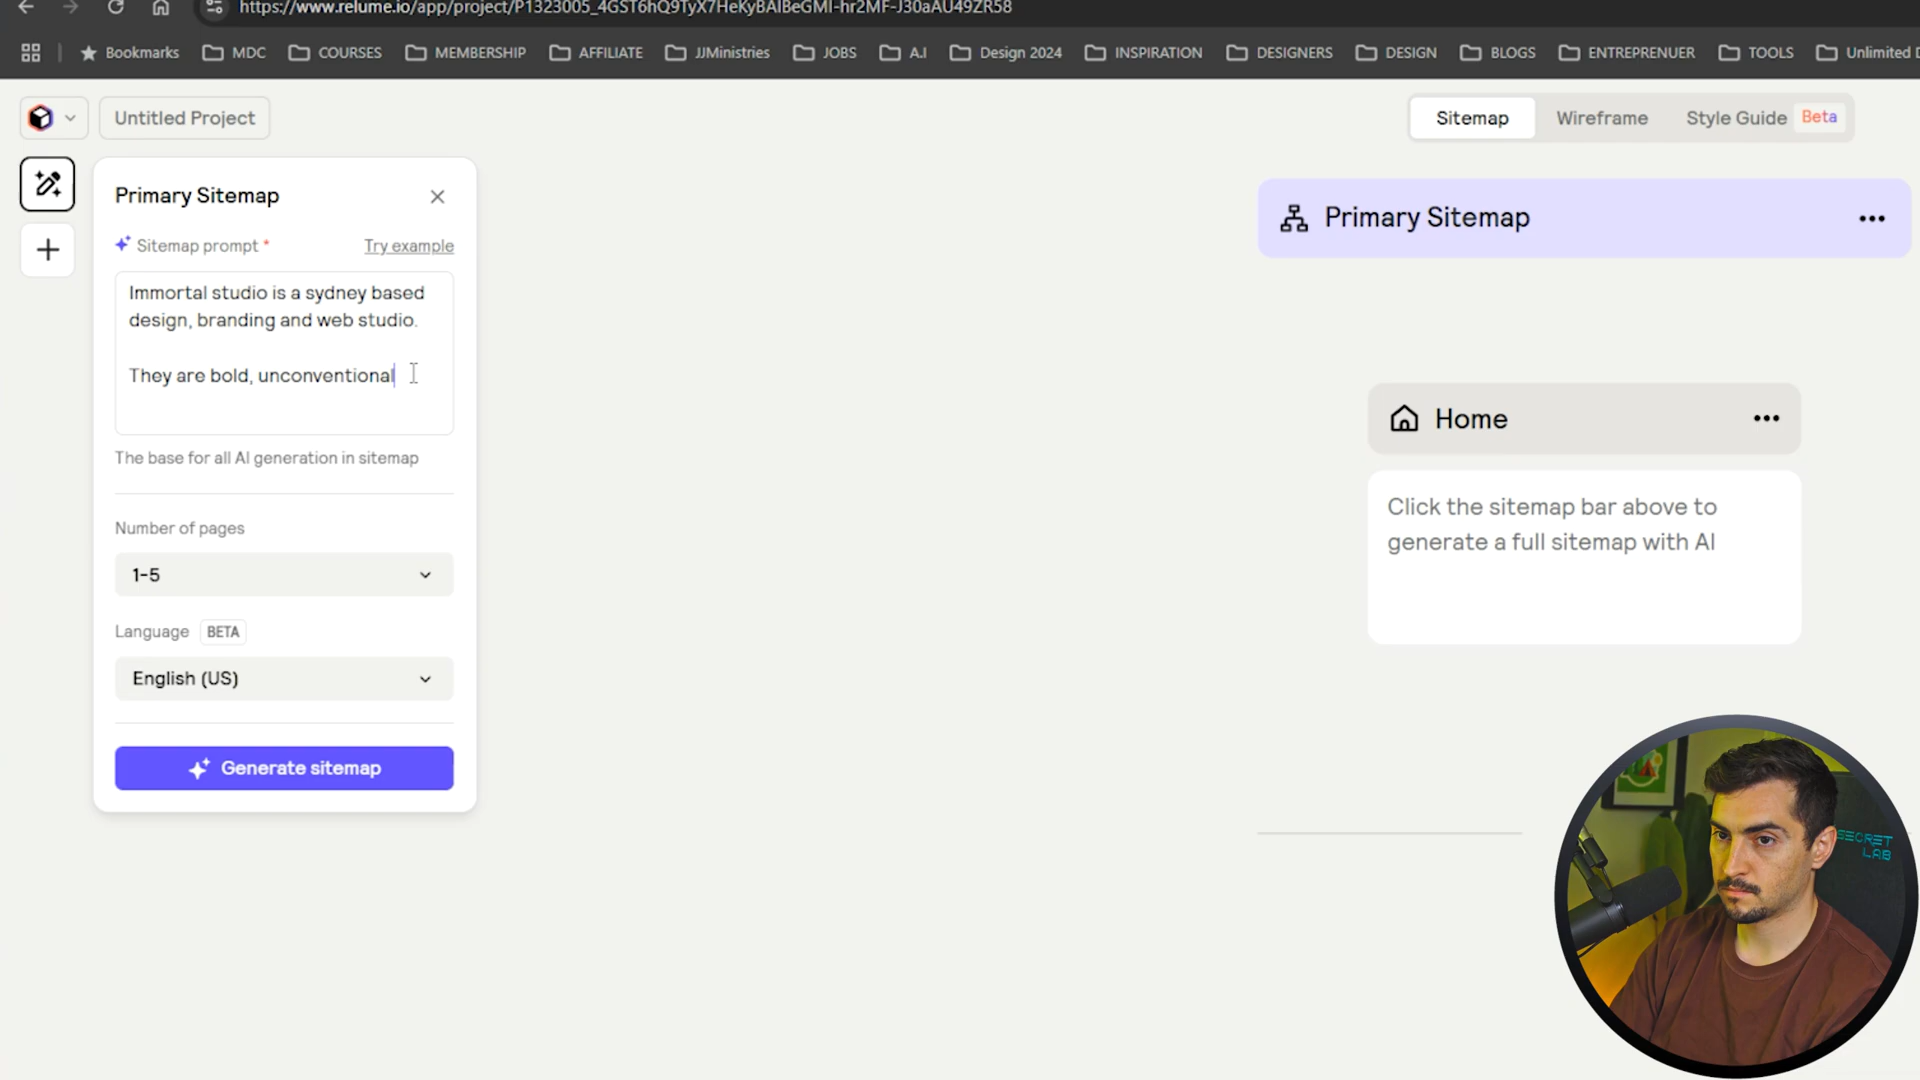 https://www.relume.io/app/project/P1323005_4GST6hQ9TyX7HeKyBAIBeGMI-hr2MF-J30aAU49ZR58
Bookmarks MDC COURSES MEMBERSHIP AFFILIATE JJMinistries JOBS A.I Design 2024 INSPIRATION DESIGNERS DESIGN BLOGS ENTREPRENUER TOOLS Unlimited D
Untitled Project
Sitemap Wireframe Style Guide Beta
Primary Sitemap
Sitemap prompt * Try example
Immortal studio is a sydney based
design, branding and web studio.
They are bold, unconventional
The base for all AI generation in sitemap
Number of pages
1-5
Language BETA
English (US)
Generate sitemap
Primary Sitemap
Home
Click the sitemap bar above to
generate a full sitemap with AI
SECRET
LAB